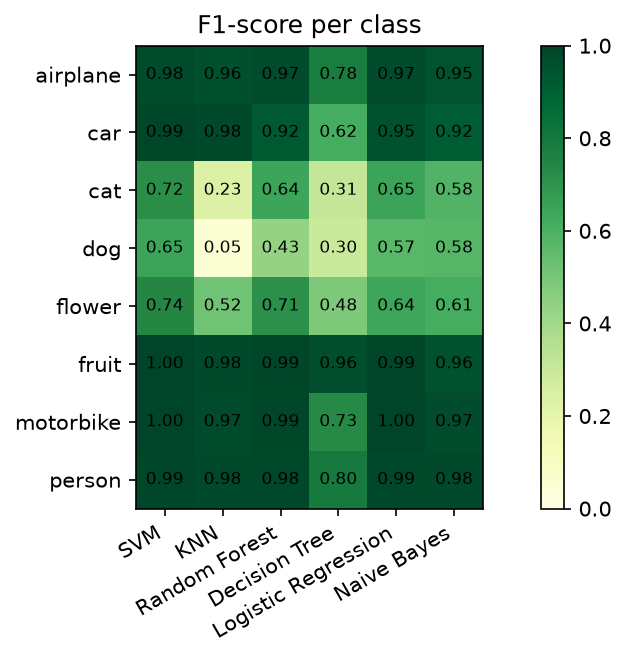 F1-score per class
airplane 0.98 0.96 0.97 0.78 0.97 0.95
car 0.99 0.98 0.92 0.62 0.95 0.92
cat 0.72 0.23 0.64 0.31 0.65 0.58
dog 0.65 0.05 0.43 0.30 0.57 0.58
flower 0.74 0.52 0.71 0.48 0.64 0.61
fruit 1.00 0.98 0.99 0.96 0.99 0.96
motorbike 1.00 0.97 0.99 0.73 1.00 0.97
person 0.99 0.98 0.98 0.80 0.99 0.98
SVM
KNN
Random Forest
Decision Tree
Logistic Regression
Naive Bayes
1.0
0.8
0.6
0.4
0.2
0.0